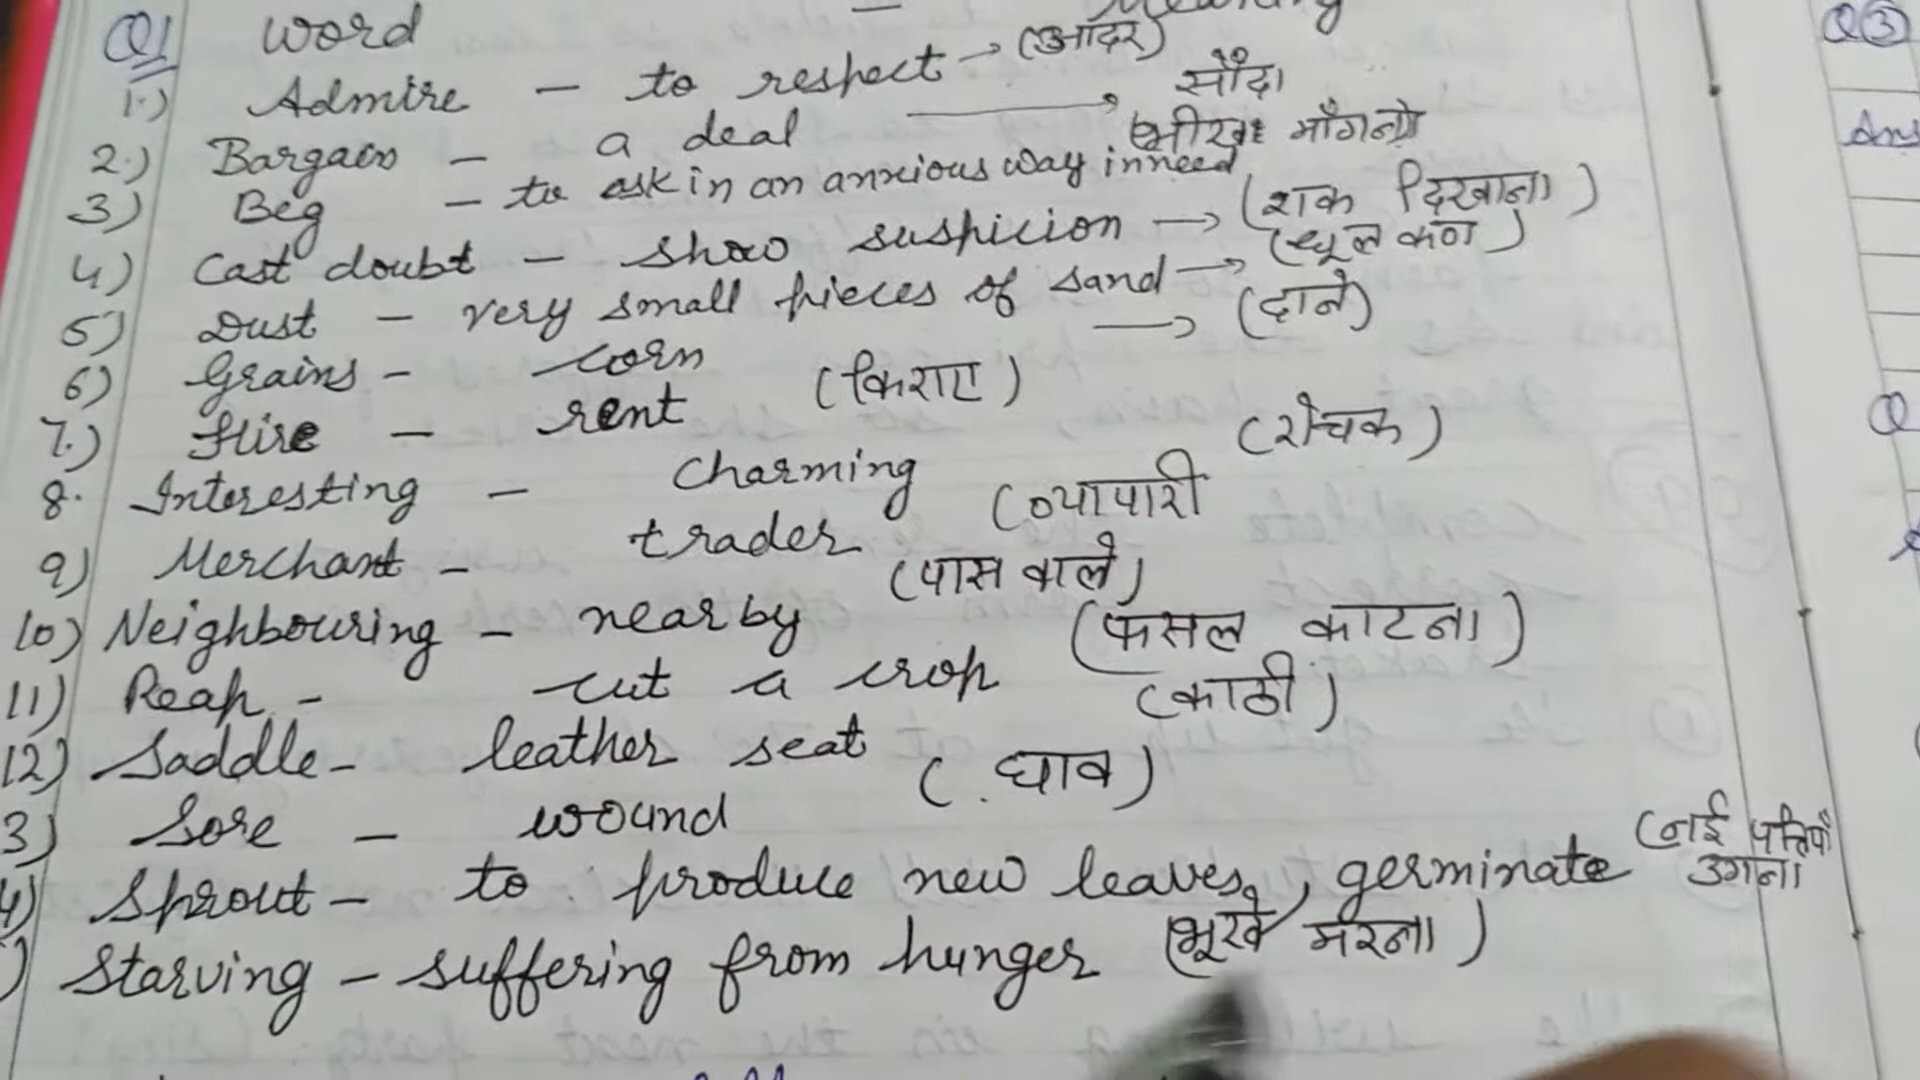 Q1 Word - Meaning
1.) Admire - to respect → (आदर)
2.) Bargain - a deal → सौदा
3) Beg - to ask in an anxious way in need (भीख माँगना)
4) Cast doubt - show suspicion → (शक दिखाना)
5) Dust - very small pieces of sand → (धूल कण)
6) Grains - corn → (दाने)
7.) Hire - rent (किराए)
8. Interesting - charming (रोचक)
9) Merchant - trader (व्यापारी
10) Neighbouring - nearby (पास वाले)
11) Reap - cut a crop (फसल काटना)
12) Saddle - leather seat (काठी)
3) Sore - wound (घाव)
4) Sprout - to produce new leaves, germinate (नई पत्तियाँ उगना
) Starving - suffering from hunger (भूखे मरना)
Q3
Ans
Q